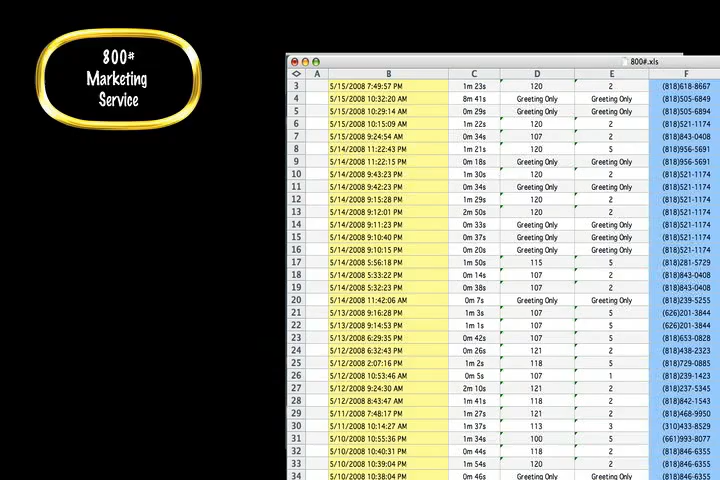 800#
Marketing
Service
800#.xls
A B C D E F
3 5/15/2008 7:49:57 PM 1m 23s 120 2 (818)618-8667
4 5/15/2008 10:32:20 AM 8m 41s Greeting Only Greeting Only (818)505-6849
5 5/15/2008 10:29:14 AM 0m 29s Greeting Only Greeting Only (818)505-6894
6 5/15/2008 10:15:09 AM 1m 22s 120 2 (818)521-1174
7 5/15/2008 9:24:54 AM 0m 34s 107 2 (818)843-0408
8 5/14/2008 11:22:43 PM 1m 21s 120 5 (818)956-5691
9 5/14/2008 11:22:15 PM 0m 18s Greeting Only Greeting Only (818)956-5691
10 5/14/2008 9:43:23 PM 1m 30s 120 2 (818)521-1174
11 5/14/2008 9:42:23 PM 0m 34s Greeting Only Greeting Only (818)521-1174
12 5/14/2008 9:15:28 PM 1m 29s 120 2 (818)521-1174
13 5/14/2008 9:12:01 PM 2m 50s 120 2 (818)521-1174
14 5/14/2008 9:11:23 PM 0m 33s Greeting Only Greeting Only (818)521-1174
15 5/14/2008 9:10:40 PM 0m 37s Greeting Only Greeting Only (818)521-1174
16 5/14/2008 9:10:15 PM 0m 20s Greeting Only Greeting Only (818)521-1174
17 5/14/2008 5:56:18 PM 1m 50s 115 5 (818)281-5729
18 5/14/2008 5:33:22 PM 0m 14s 107 2 (818)843-0408
19 5/14/2008 5:32:23 PM 0m 38s 107 2 (818)843-0408
20 5/14/2008 11:42:06 AM 0m 7s Greeting Only Greeting Only (818)239-5255
21 5/13/2008 9:16:28 PM 1m 3s 107 5 (626)201-3844
22 5/13/2008 9:14:53 PM 1m 1s 107 5 (626)201-3844
23 5/13/2008 6:29:35 PM 0m 42s 107 5 (818)653-0828
24 5/12/2008 6:32:43 PM 0m 26s 121 2 (818)438-2323
25 5/12/2008 2:07:16 PM 1m 2s 118 5 (818)729-0885
26 5/12/2008 10:53:46 AM 0m 5s 107 1 (818)239-1423
27 5/12/2008 9:24:30 AM 2m 10s 121 2 (818)237-5345
28 5/12/2008 8:43:47 AM 1m 41s 118 2 (818)842-1543
29 5/11/2008 7:48:17 PM 1m 27s 121 2 (818)468-9950
30 5/11/2008 10:14:27 AM 1m 37s 113 3 (310)433-8529
31 5/10/2008 10:55:36 PM 1m 34s 100 5 (661)993-8077
32 5/10/2008 10:40:31 PM 0m 44s 118 2 (818)846-6355
33 5/10/2008 10:39:04 PM 1m 54s 120 2 (818)846-6355
34 5/10/2008 10:38:04 PM 0m 46s Greeting Only Greeting Only (818)846-6355